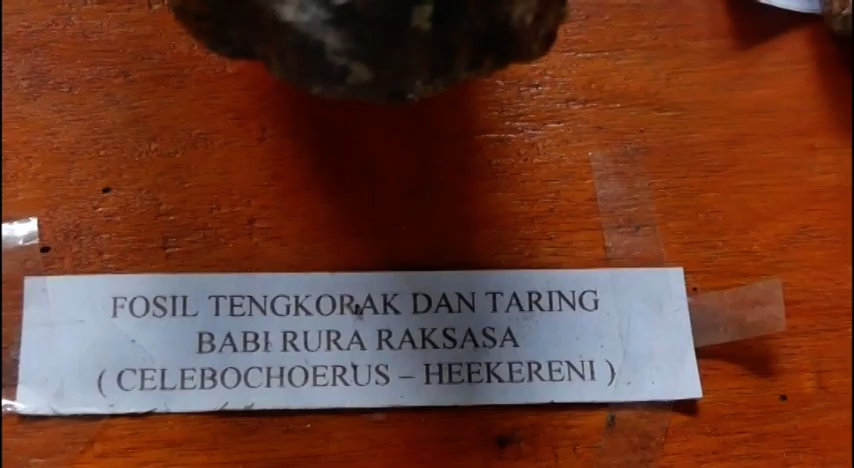 FOSIL TENGKORAK DAN TARING
BABI RURA RAKSASA
( CELEBOCHOERUS – HEEKERENI )